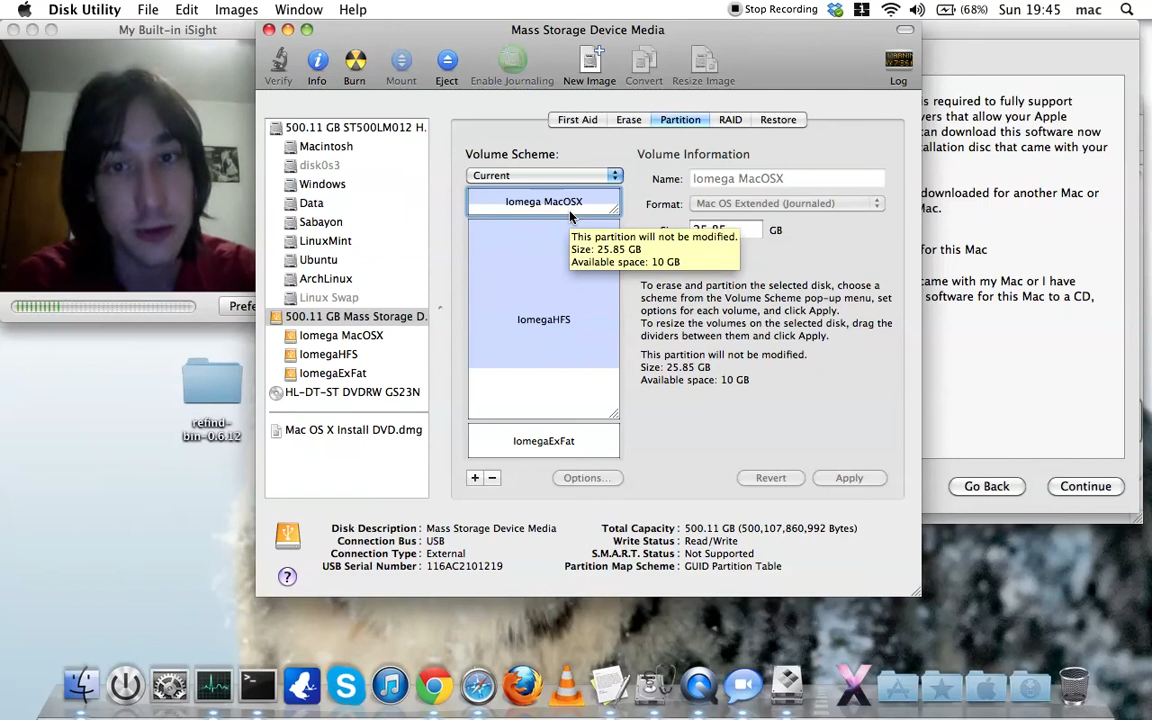 Disk Utility File Edit Images Window Help
Stop Recording (68%) Sun 19:45 mac
My Built-in iSight
Mass Storage Device Media
Verify Info Burn Mount Eject Enable Journaling New Image Convert Resize Image Log
500.11 GB ST500LM012 H.
Macintosh
disk0s3
Windows
Data
Sabayon
LinuxMint
Ubuntu
ArchLinux
Linux Swap
500.11 GB Mass Storage D.
Iomega MacOSX
IomegaHFS
IomegaExFat
HL-DT-ST DVDRW GS23N
Mac OS X Install DVD.dmg
First Aid Erase Partition RAID Restore
Volume Scheme:
Current
Iomega MacOSX
IomegaHFS
IomegaExFat
+ − Options...
Volume Information
Name: Iomega MacOSX
Format: Mac OS Extended (Journaled)
25.85 GB
This partition will not be modified.
Size: 25.85 GB
Available space: 10 GB
To erase and partition the selected disk, choose a
scheme from the Volume Scheme pop-up menu, set
options for each volume, and click Apply.
To resize the volumes on the selected disk, drag the
dividers between them and click Apply.
This partition will not be modified.
Size: 25.85 GB
Available space: 10 GB
Revert Apply
Disk Description : Mass Storage Device Media
Connection Bus : USB
Connection Type : External
USB Serial Number : 116AC2101219
Total Capacity : 500.11 GB (500,107,860,992 Bytes)
Write Status : Read/Write
S.M.A.R.T. Status : Not Supported
Partition Map Scheme : GUID Partition Table
?
is required to fully support
vers that allow your Apple
can download this software now
tallation disc that came with your
downloaded for another Mac or
Mac.
for this Mac
came with my Mac or I have
software for this Mac to a CD,
Go Back Continue
Prefe
refind-
bin-0.6.12